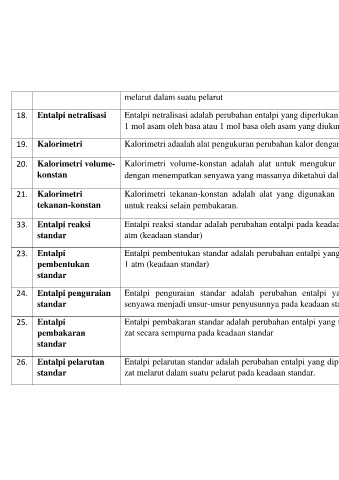 melarut dalam suatu pelarut
18. Entalpi netralisasi Entalpi netralisasi adalah perubahan entalpi yang diperlukan
1 mol asam oleh basa atau 1 mol basa oleh asam yang diukur
19. Kalorimetri Kalorimetri adaalah alat pengukuran perubahan kalor dengan
20. Kalorimetri volume- Kalorimetri volume-konstan adalah alat untuk mengukur
konstan dengan menempatkan senyawa yang massanya diketahui dal
21. Kalorimetri Kalorimetri tekanan-konstan adalah alat yang digunakan
tekanan-konstan untuk reaksi selain pembakaran.
33. Entalpi reaksi Entalpi reaksi standar adalah perubahan entalpi pada keadaa
standar atm (keadaan standar)
23. Entalpi Entalpi pembentukan standar adalah perubahan entalpi yang
pembentukan 1 atm (keadaan standar)
standar
24. Entalpi penguraian Entalpi penguraian standar adalah perubahan entalpi ya
standar senyawa menjadi unsur-unsur penyusunnya pada keadaan sta
25. Entalpi Entalpi pembakaran standar adalah perubahan entalpi yang
pembakaran zat secara sempurna pada keadaan standar
standar
26. Entalpi pelarutan Entalpi pelarutan standar adalah perubahan entalpi yang dip
standar zat melarut dalam suatu pelarut pada keadaan standar.